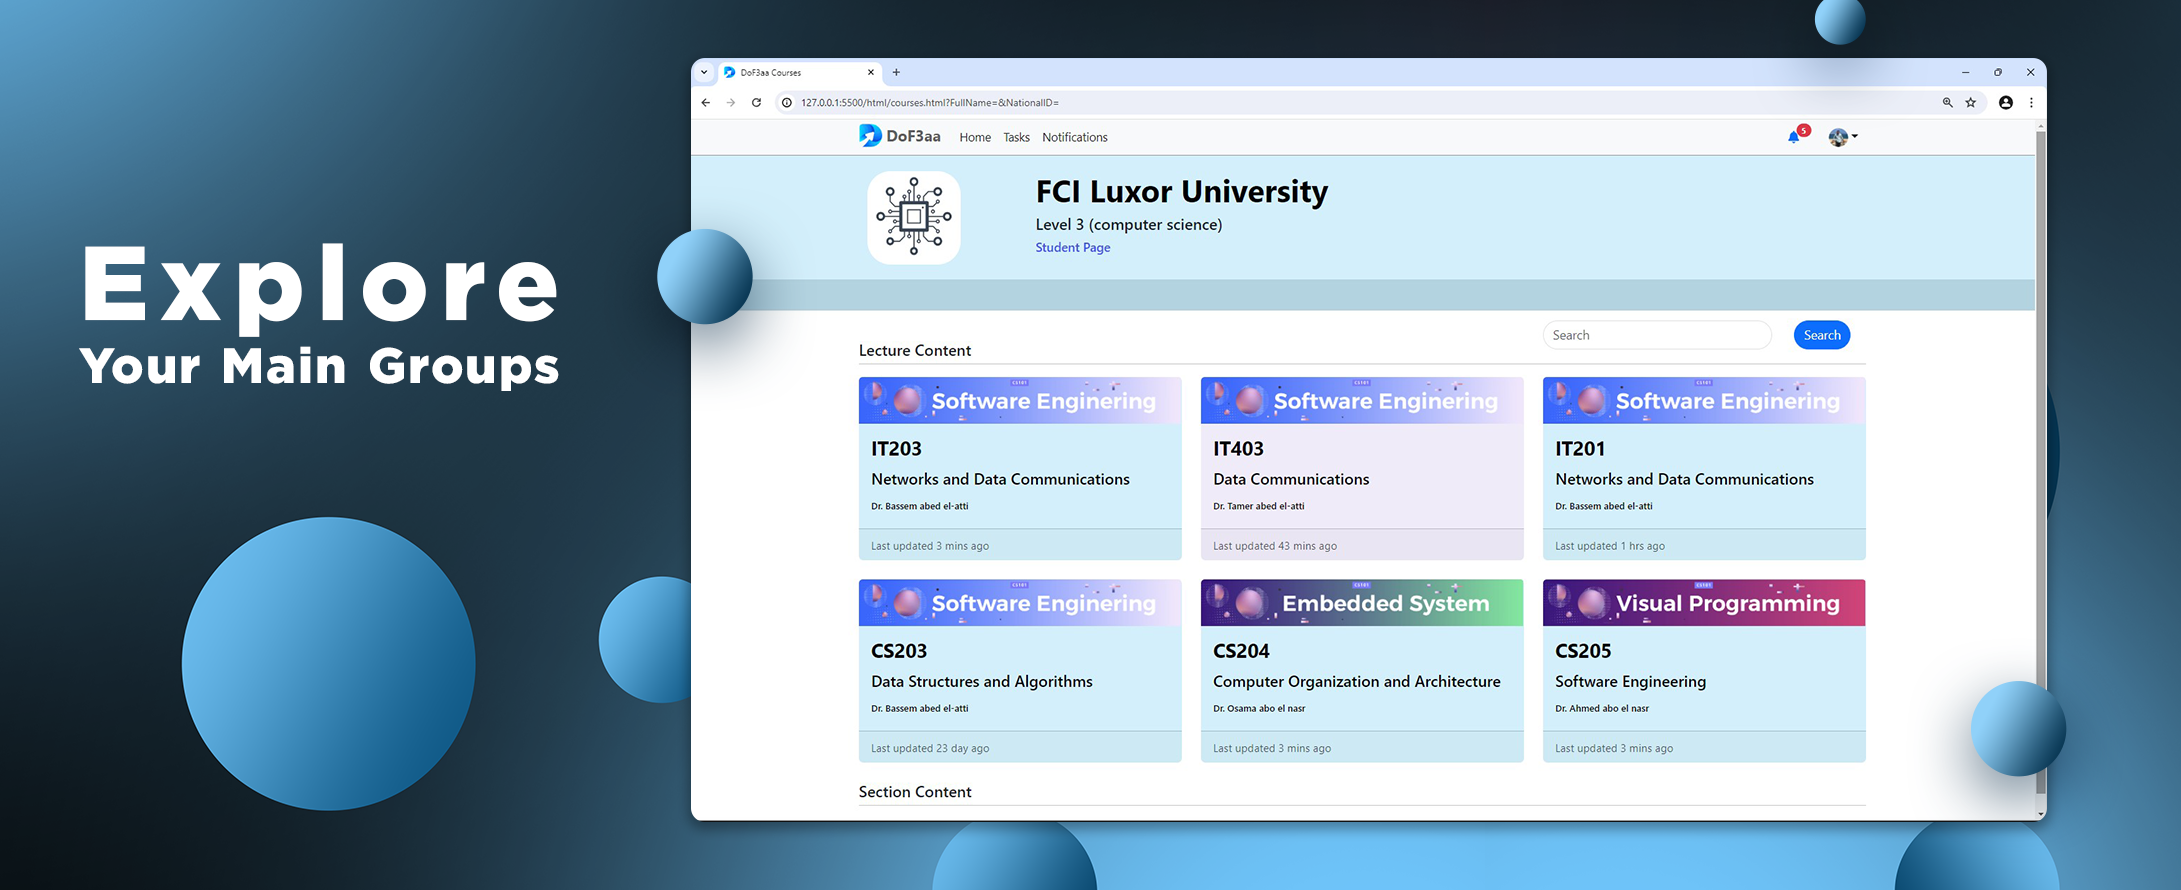 Explore
Your Main Groups
DoF3aa Courses
127.0.0.1:5500/html/courses.html?FullName=&NationalID=
DoF3aa Home Tasks Notifications 5
FCI Luxor University
Level 3 (computer science)
Student Page
Search Search
Lecture Content
CS101
Software Enginering
IT203
Networks and Data Communications
Dr. Bassem abed el-atti
Last updated 3 mins ago
CS101
Software Enginering
IT403
Data Communications
Dr. Tamer abed el-atti
Last updated 43 mins ago
CS101
Software Enginering
IT201
Networks and Data Communications
Dr. Bassem abed el-atti
Last updated 1 hrs ago
CS101
Software Enginering
CS203
Data Structures and Algorithms
Dr. Bassem abed el-atti
Last updated 23 day ago
CS101
Embedded System
CS204
Computer Organization and Architecture
Dr. Osama abo el nasr
Last updated 3 mins ago
CS101
Visual Programming
CS205
Software Engineering
Dr. Ahmed abo el nasr
Last updated 3 mins ago
Section Content